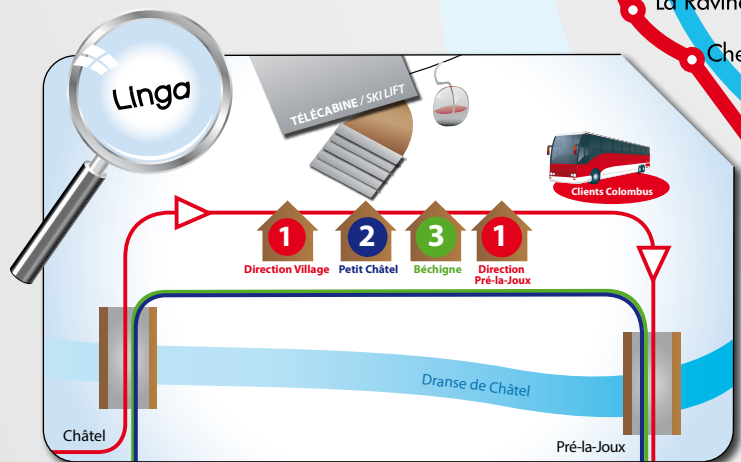 La Ravine
Che
Linga
TÉLÉCABINE / SKI LIFT
Clients Colombus
1
2
3
1
Direction Village
Petit Châtel
Béchigne
Direction
Pré-la-Joux
Dranse de Châtel
Châtel
Pré-la-Joux